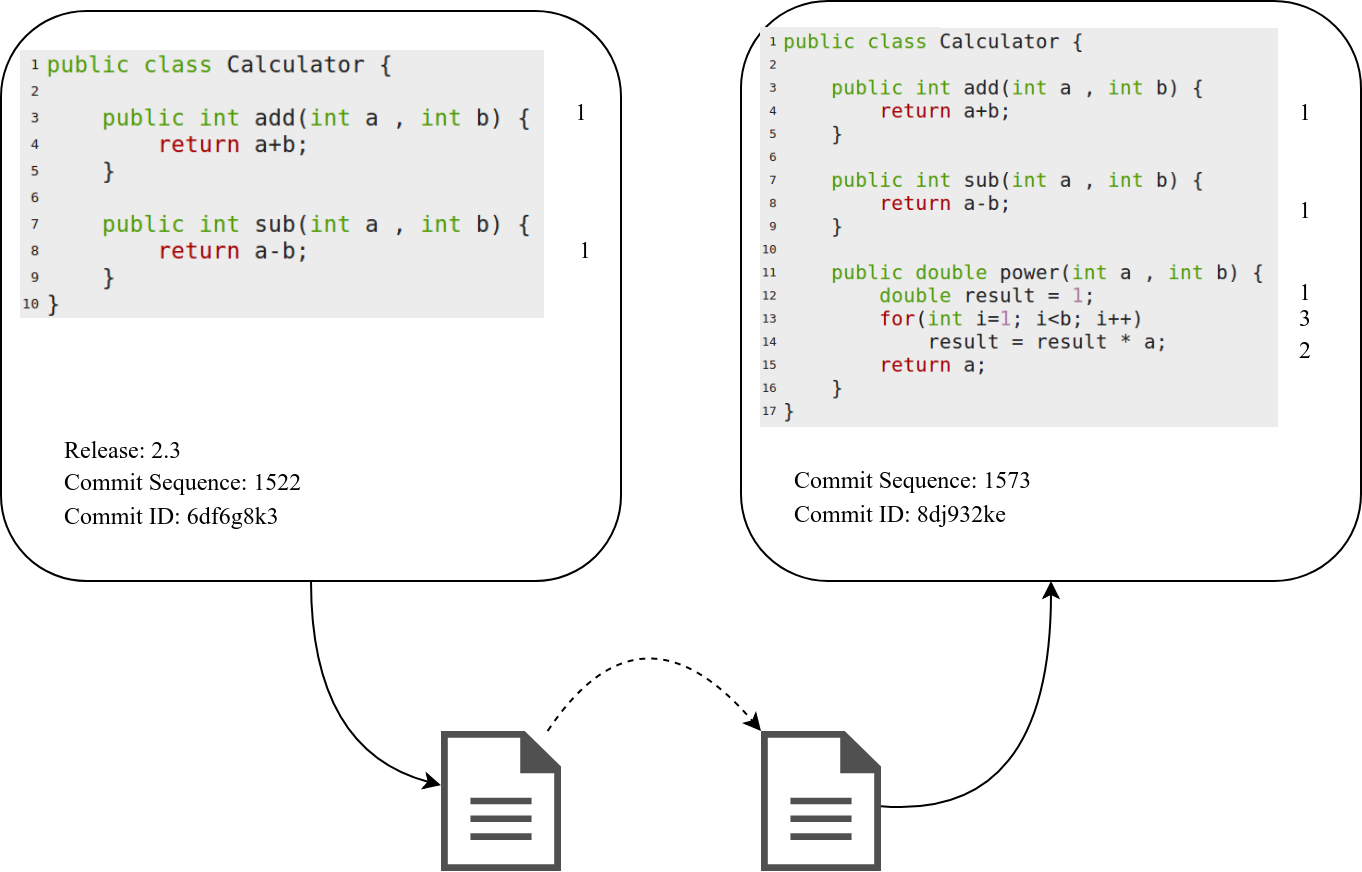 1 public class Calculator {
2
3 public int add(int a , int b) { 1
4 return a+b;
5 }
6
7 public int sub(int a , int b) {
8 return a-b; 1
9 }
10 }
Release: 2.3
Commit Sequence: 1522
Commit ID: 6df6g8k3
1 public class Calculator {
2
3 public int add(int a , int b) {
4 return a+b; 1
5 }
6
7 public int sub(int a , int b) {
8 return a-b; 1
9 }
10
11 public double power(int a , int b) {
12 double result = 1; 1
13 for(int i=1; i<b; i++) 3
14 result = result * a; 2
15 return a;
16 }
17 }
Commit Sequence: 1573
Commit ID: 8dj932ke